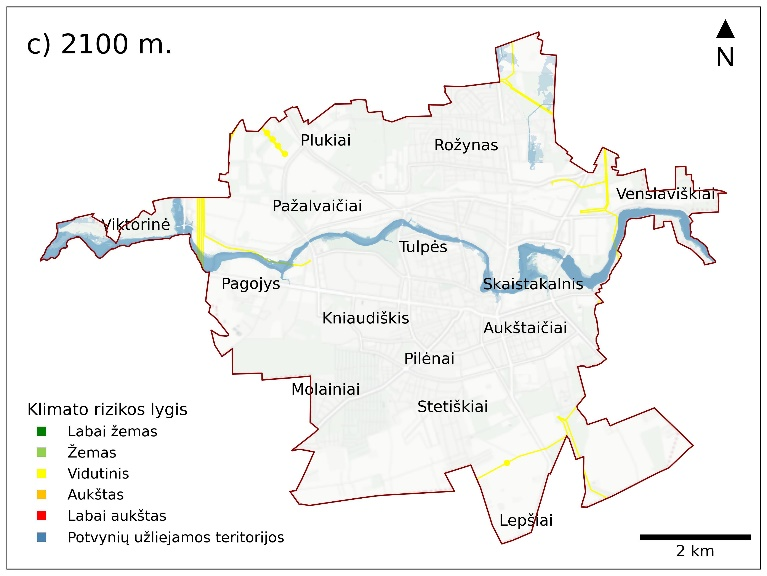 c) 2100 m.
N
Plukiai
Rožynas
Venslaviškiai
Pažalvaičiai
Viktorinė
Tulpės
Pagojys
Skaistakalnis
Kniaudiškis
Aukštaičiai
Pilėnai
Molainiai
Stetiškiai
Lepšiai
Klimato rizikos lygis
Labai žemas
Žemas
Vidutinis
Aukštas
Labai aukštas
Potvynių užliejamos teritorijos
2 km